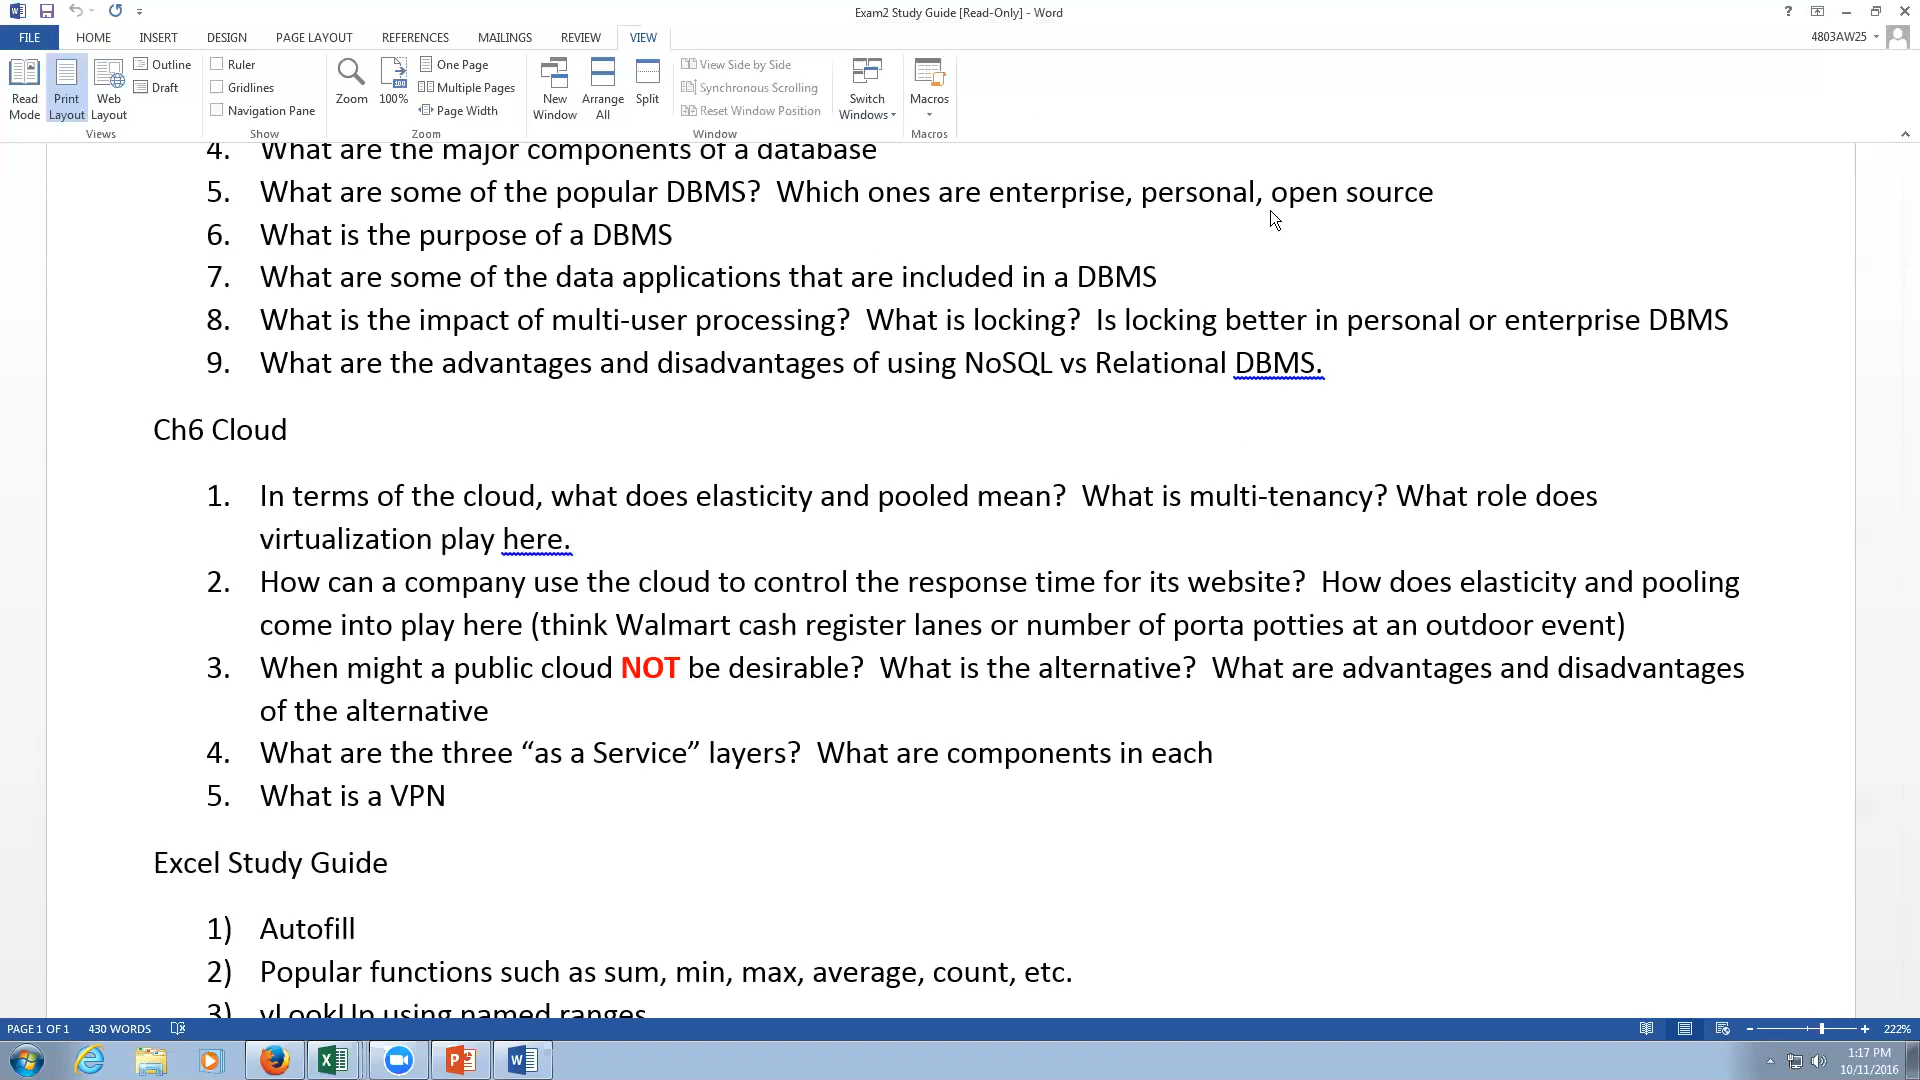 Exam2 Study Guide [Read-Only] - Word
FILE HOME INSERT DESIGN PAGE LAYOUT REFERENCES MAILINGS REVIEW VIEW 4803AW25
Read Mode
Print Layout
Web Layout
Outline
Draft
Views
Ruler
Gridlines
Navigation Pane
Show
Zoom
100%
One Page
Multiple Pages
Page Width
Zoom
New Window
Arrange All
Split
View Side by Side
Synchronous Scrolling
Reset Window Position
Window
Switch Windows
Macros
Macros
4. What are the major components of a database
5. What are some of the popular DBMS? Which ones are enterprise, personal, open source
6. What is the purpose of a DBMS
7. What are some of the data applications that are included in a DBMS
8. What is the impact of multi-user processing? What is locking? Is locking better in personal or enterprise DBMS
9. What are the advantages and disadvantages of using NoSQL vs Relational DBMS.
Ch6 Cloud
1. In terms of the cloud, what does elasticity and pooled mean? What is multi-tenancy? What role does
virtualization play here.
2. How can a company use the cloud to control the response time for its website? How does elasticity and pooling
come into play here (think Walmart cash register lanes or number of porta potties at an outdoor event)
3. When might a public cloud NOT be desirable? What is the alternative? What are advantages and disadvantages
of the alternative
4. What are the three “as a Service” layers? What are components in each
5. What is a VPN
Excel Study Guide
1) Autofill
2) Popular functions such as sum, min, max, average, count, etc.
3) vLookUp using named ranges
PAGE 1 OF 1 430 WORDS 222%
1:17 PM
10/11/2016